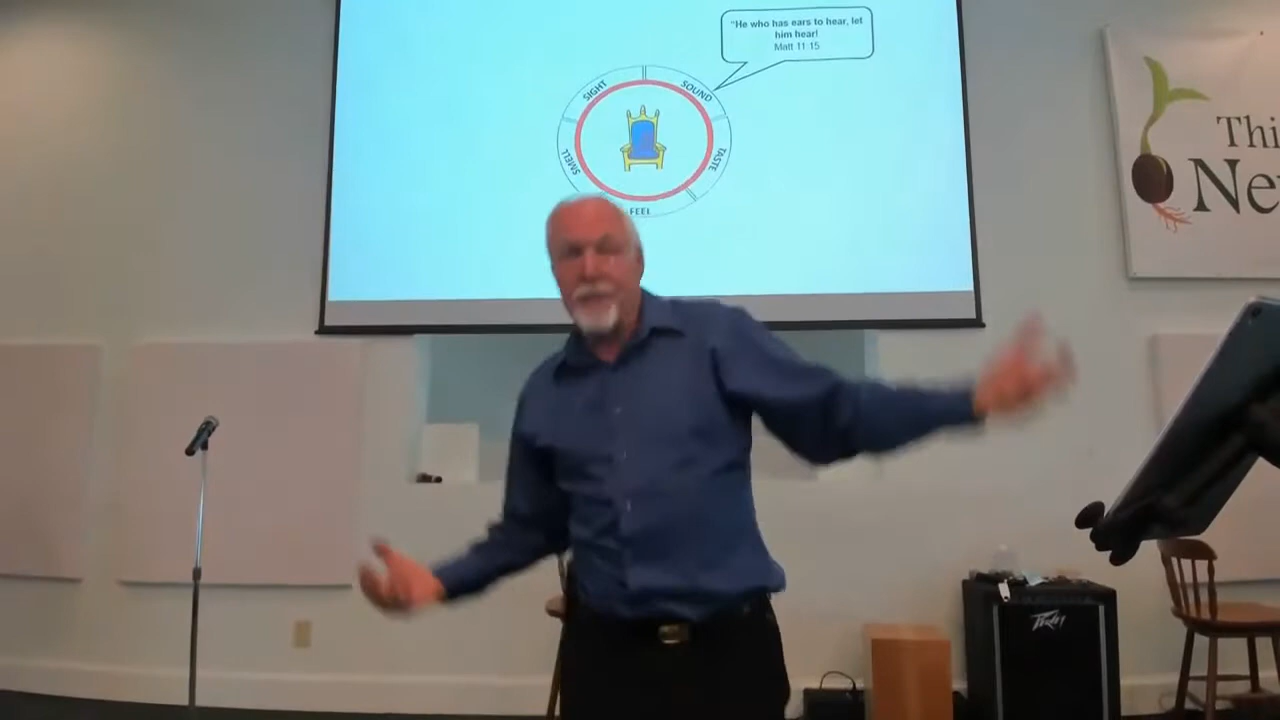 "He who has ears to hear, let
him hear!
Matt 11:15
SIGHT
SOUND
SMELL
TASTE
FEEL
Thi
Ne
PEAVEY